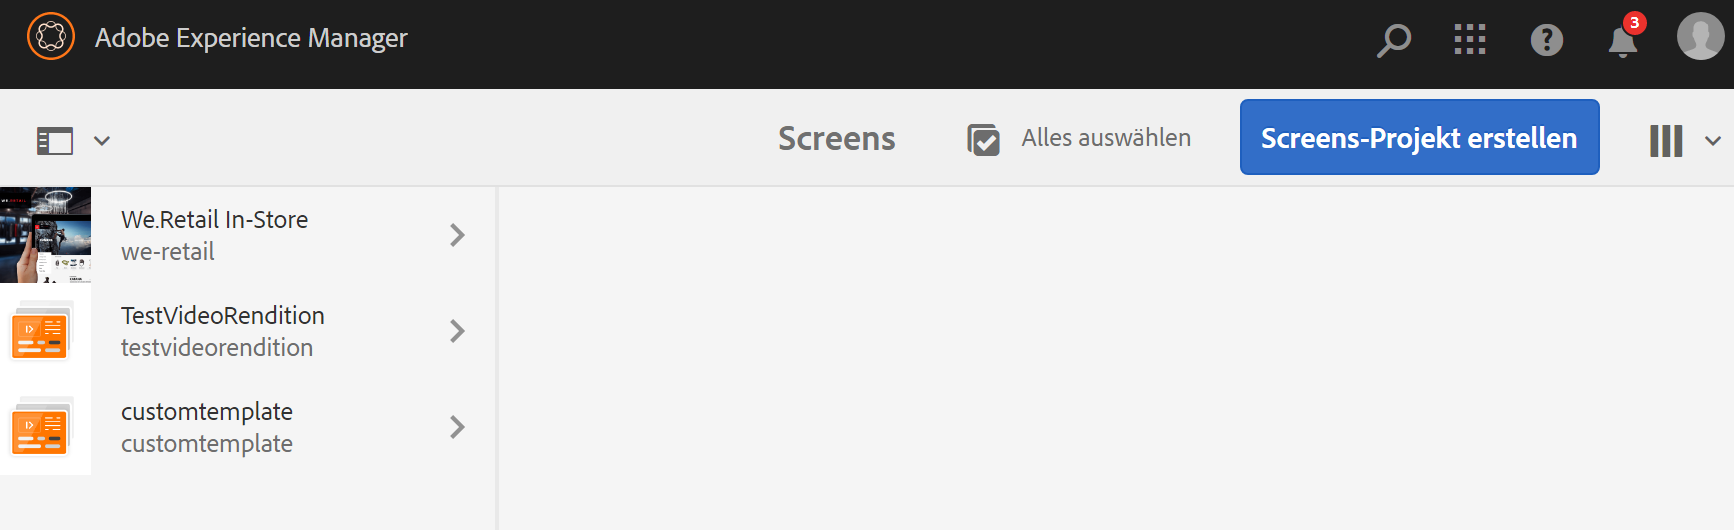 Adobe Experience Manager
3
Screens
Alles auswählen
Screens-Projekt erstellen
We.Retail In-Store
we-retail
TestVideoRendition
testvideorendition
customtemplate
customtemplate